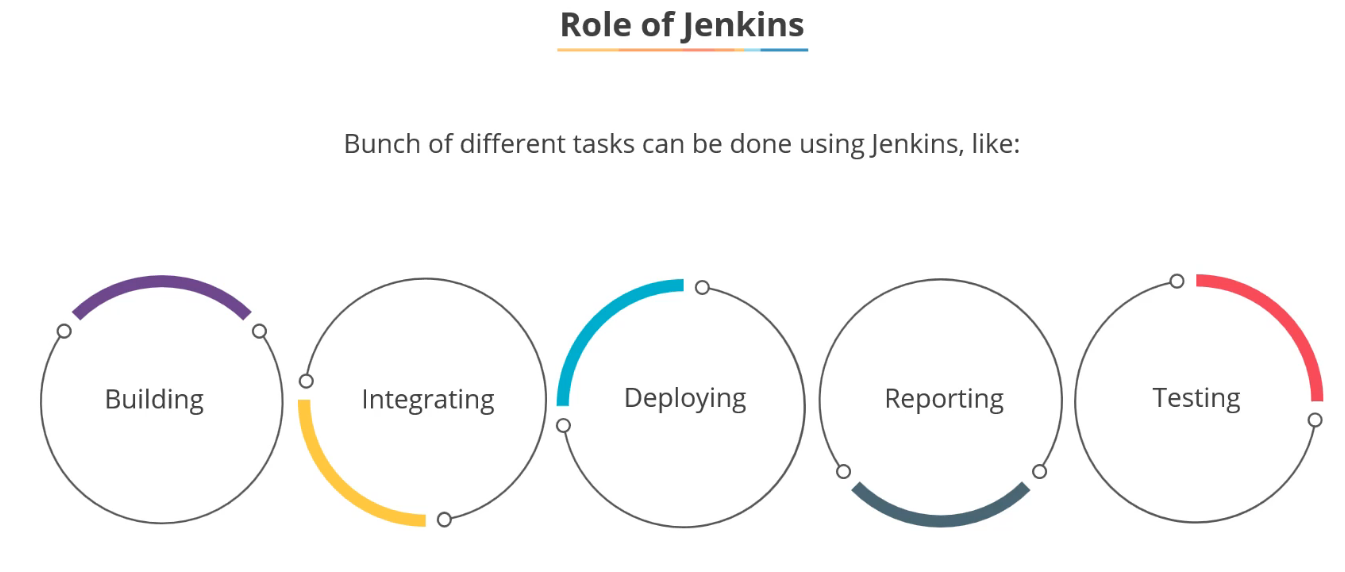 Role of Jenkins
Bunch of different tasks can be done using Jenkins, like:
Building
Integrating
Deploying
Reporting
Testing